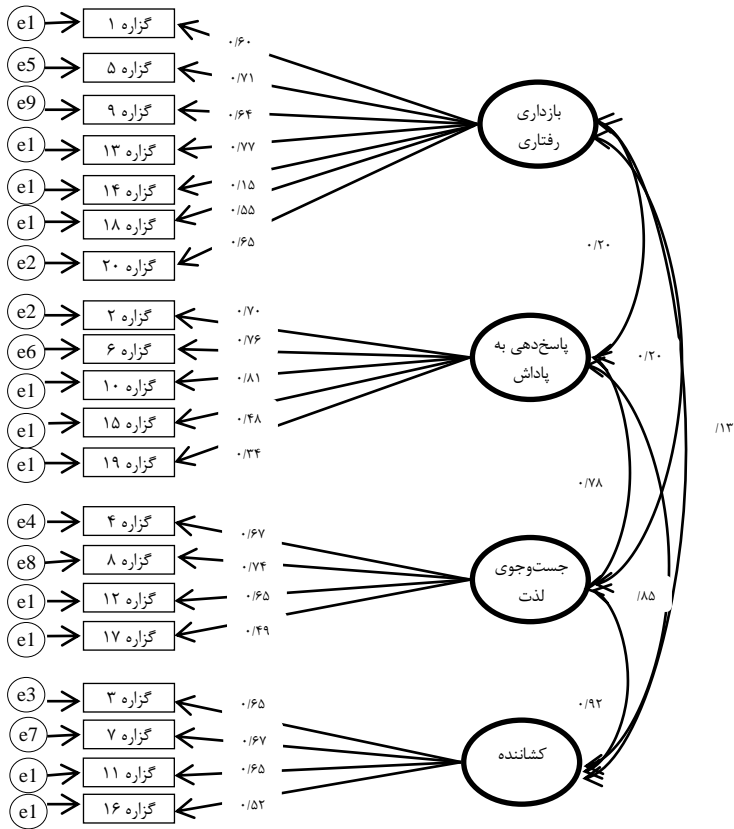 e1 گزاره ۱ ۰/۶۰
e5 گزاره ۵ ۰/۷۱
e9 گزاره ۹ ۰/۶۴
e1 گزاره ۱۳ ۰/۷۷
e1 گزاره ۱۴ ۰/۱۵
e1 گزاره ۱۸ ۰/۵۵
e2 گزاره ۲۰ ۰/۶۵
بازداری
رفتاری
۰/۲۰
e2 گزاره ۲ ۰/۷۰
e6 گزاره ۶ ۰/۷۶
e1 گزاره ۱۰ ۰/۸۱
e1 گزاره ۱۵ ۰/۴۸
e1 گزاره ۱۹ ۰/۳۴
پاسخ‌دهی به
پاداش
۰/۲۰
/۱۳
۰/۷۸
e4 گزاره ۴ ۰/۶۷
e8 گزاره ۸ ۰/۷۴
e1 گزاره ۱۲ ۰/۶۵
e1 گزاره ۱۷ ۰/۴۹
جست‌وجوی
لذت
/۸۵
۰/۹۲
e3 گزاره ۳ ۰/۶۵
e7 گزاره ۷ ۰/۶۷
e1 گزاره ۱۱ ۰/۶۵
e1 گزاره ۱۶ ۰/۵۲
کشاننده